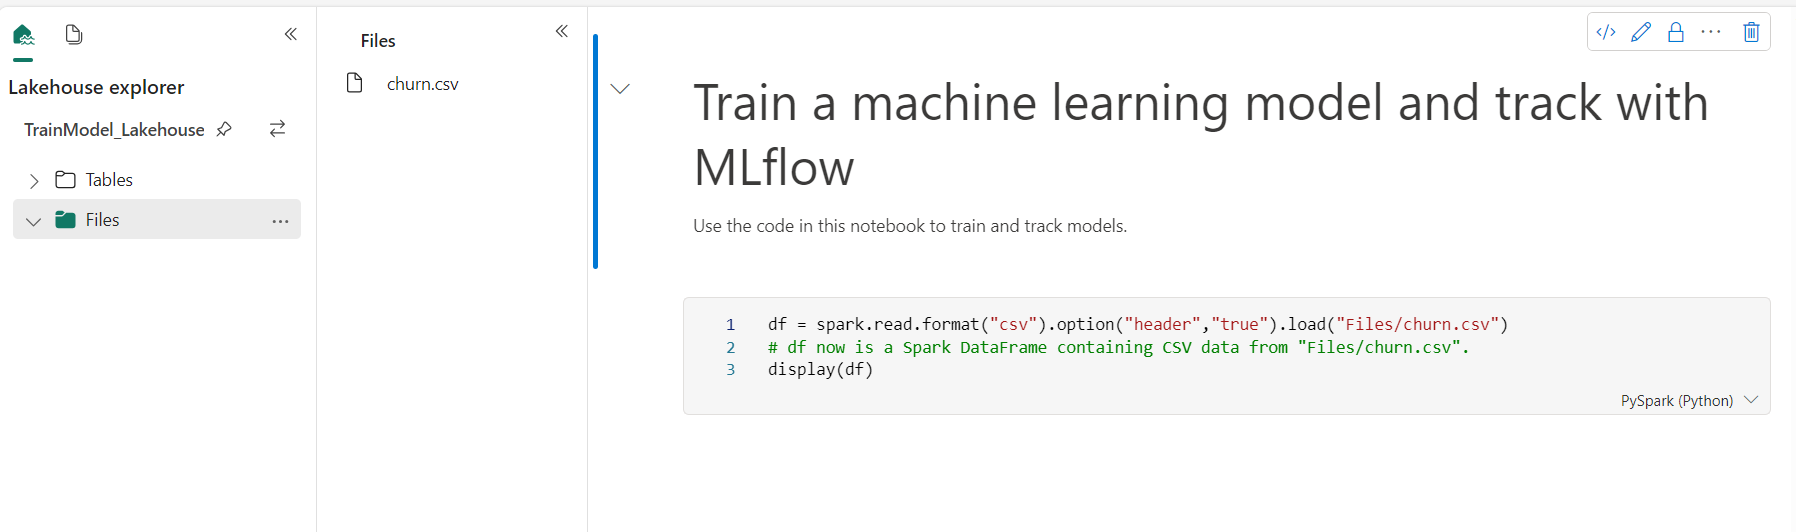 Lakehouse explorer
TrainModel_Lakehouse
Tables
Files
Files
churn.csv
Train a machine learning model and track with
MLflow
Use the code in this notebook to train and track models.
1 df = spark.read.format("csv").option("header","true").load("Files/churn.csv")
2 # df now is a Spark DataFrame containing CSV data from "Files/churn.csv".
3 display(df)
PySpark (Python)